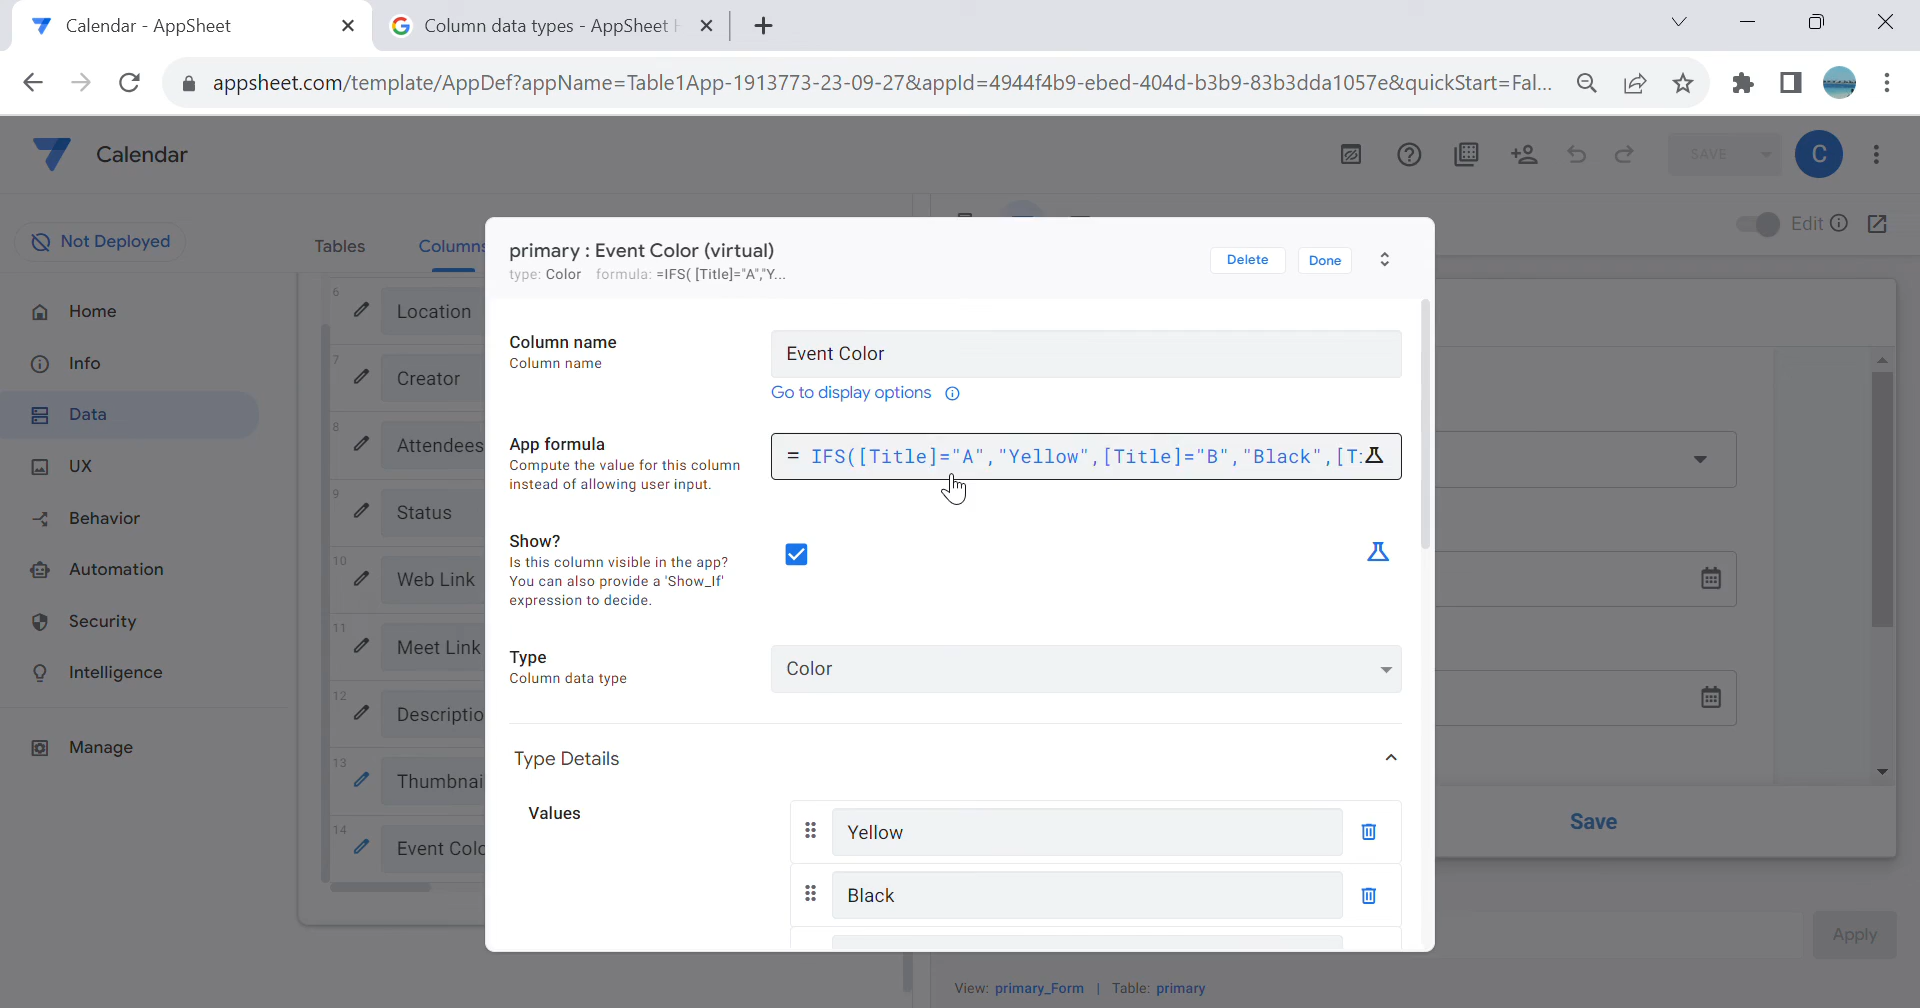 Calendar - AppSheet
Column data types - AppSheet
appsheet.com/template/AppDef?appName=Table1App-1913773-23-09-27&appId=4944f4b9-ebed-404d-b3b9-83b3dda1057e&quickStart=Fal...
Calendar
SAVE
C
Not Deployed
Tables
Columns
Edit
Home
Info
Data
UX
Behavior
Automation
Security
Intelligence
Manage
6
Location
7
Creator
8
Attendees
9
Status
10
Web Link
11
Meet Link
12
Descriptio
13
Thumbnai
14
Event Colo
primary : Event Color (virtual)
type: Color formula: =IFS( [Title]="A","Y...
Delete
Done
Column name
Column name
Event Color
Go to display options
App formula
Compute the value for this column
instead of allowing user input.
= IFS([Title]="A","Yellow",[Title]="B","Black",[T
Show?
Is this column visible in the app?
You can also provide a 'Show_If'
expression to decide.
Type
Column data type
Color
Type Details
Values
Yellow
Black
Save
Apply
View: primary_Form | Table: primary